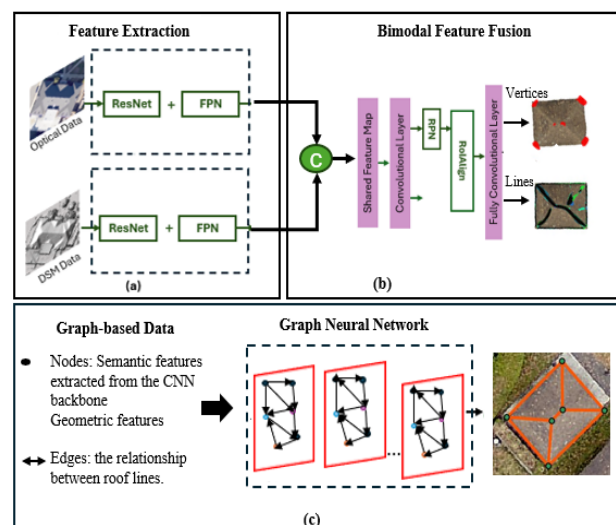 Feature Extraction
ResNet + FPN
Optical Data
ResNet + FPN
DSM Data
(a)
Bimodal Feature Fusion
C
Shared Feature Map
Convolutional Layer
RPN
RoIAlign
Fully Convolutional Layer
Vertices
Lines
(b)
Graph-based Data
Nodes: Semantic features
extracted from the CNN
backbone
Geometric features
Edges: the relationship
between roof lines.
Graph Neural Network
...
(c)